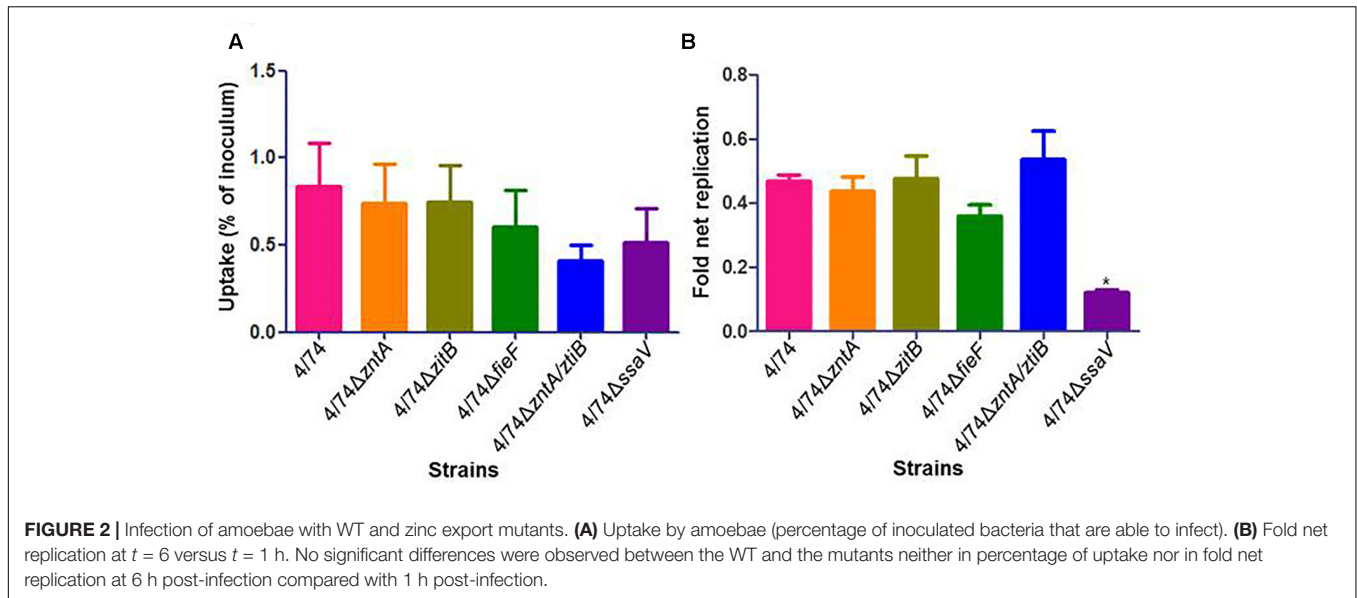 A
Uptake (% of inoculum)
1.5
1.0
0.5
0.0
4/74
4/74ΔzntA
4/74ΔzitB
4/74ΔfieF
4/74ΔzntA/ztiB
4/74ΔssaV
Strains
B
Fold net replication
0.8
0.6
0.4
0.2
0.0
*
4/74
4/74ΔzntA
4/74ΔzitB
4/74ΔfieF
4/74ΔzntA/ztiB
4/74ΔssaV
Strains
FIGURE 2 | Infection of amoebae with WT and zinc export mutants. (A) Uptake by amoebae (percentage of inoculated bacteria that are able to infect). (B) Fold net
replication at t = 6 versus t = 1 h. No significant differences were observed between the WT and the mutants neither in percentage of uptake nor in fold net
replication at 6 h post-infection compared with 1 h post-infection.